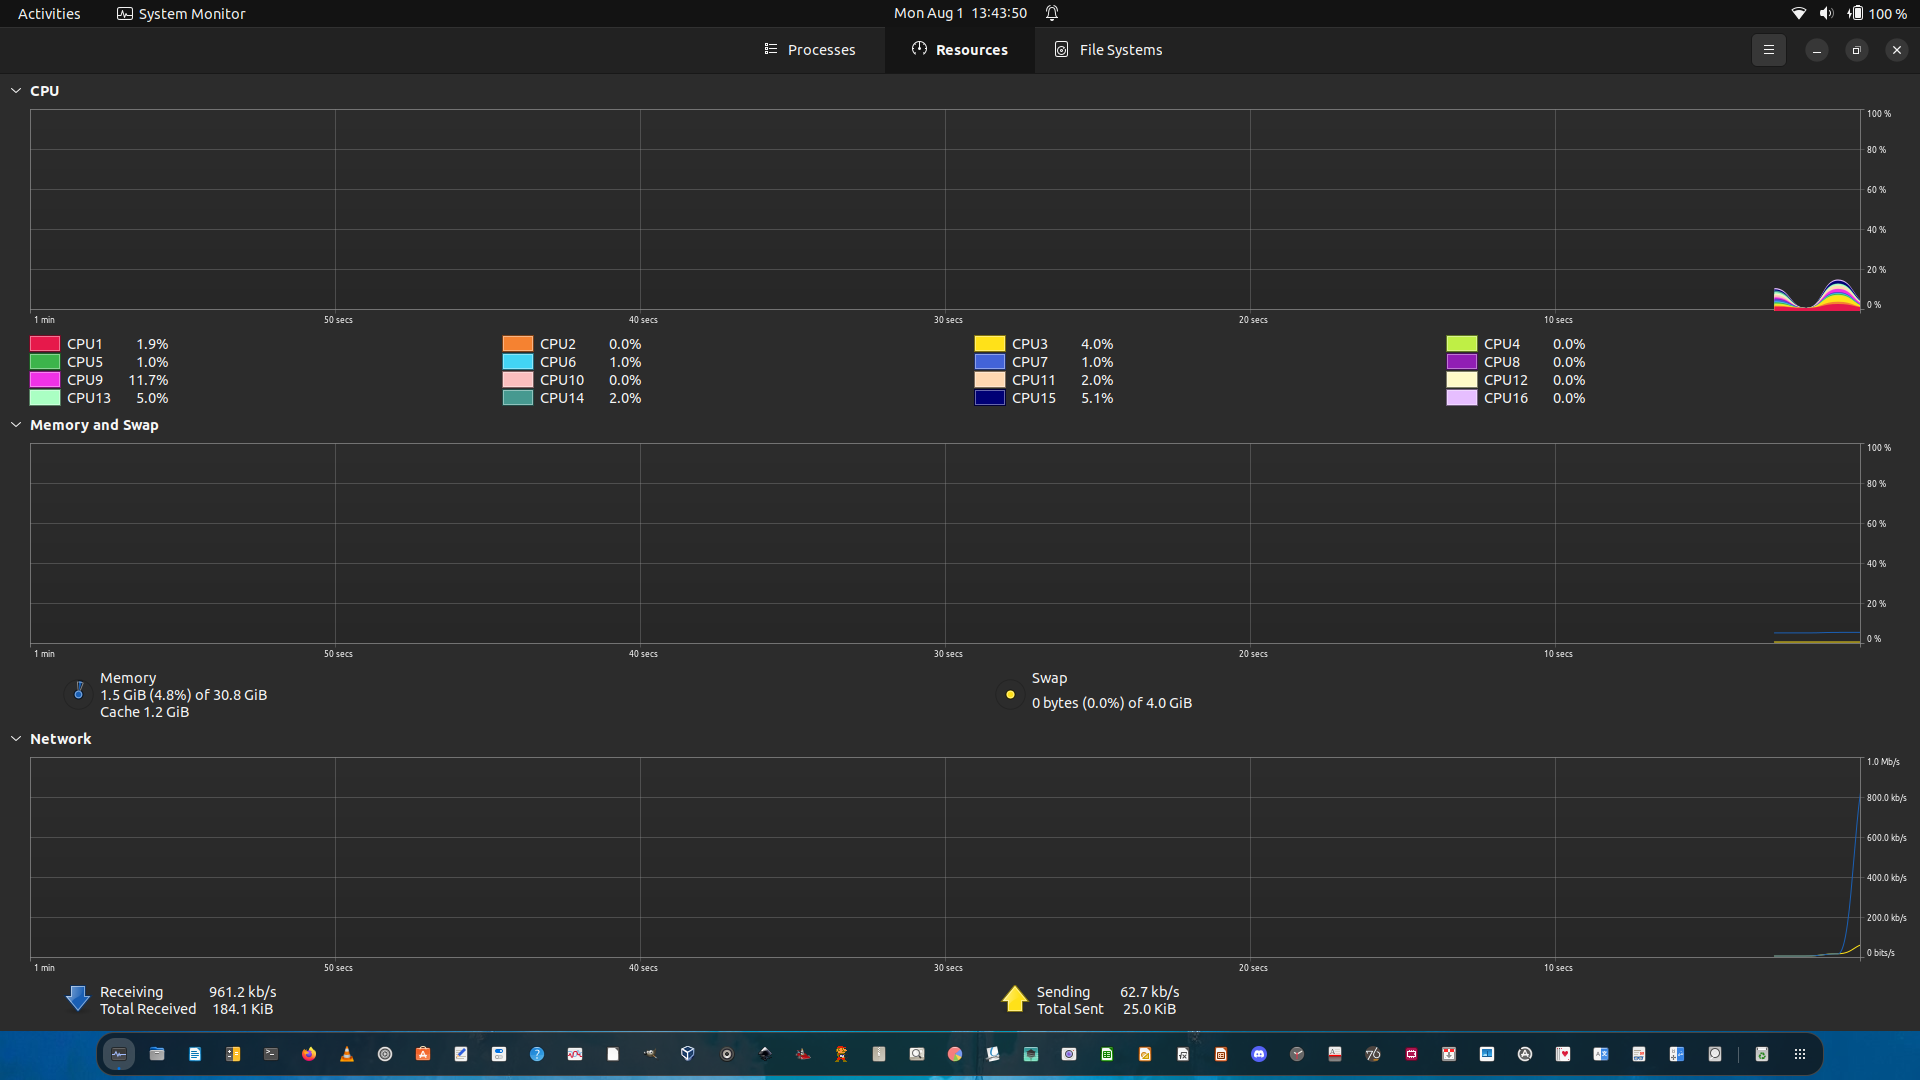 Activities System Monitor Mon Aug 1 13:43:50 100 %
Processes Resources File Systems
CPU
100 %
80 %
60 %
40 %
20 %
0 %
1 min 50 secs 40 secs 30 secs 20 secs 10 secs
CPU1 1.9% CPU2 0.0% CPU3 4.0% CPU4 0.0%
CPU5 1.0% CPU6 1.0% CPU7 1.0% CPU8 0.0%
CPU9 11.7% CPU10 0.0% CPU11 2.0% CPU12 0.0%
CPU13 5.0% CPU14 2.0% CPU15 5.1% CPU16 0.0%
Memory and Swap
100 %
80 %
60 %
40 %
20 %
0 %
1 min 50 secs 40 secs 30 secs 20 secs 10 secs
Memory Swap
1.5 GiB (4.8%) of 30.8 GiB 0 bytes (0.0%) of 4.0 GiB
Cache 1.2 GiB
Network
1.0 Mb/s
800.0 kb/s
600.0 kb/s
400.0 kb/s
200.0 kb/s
0 bits/s
1 min 50 secs 40 secs 30 secs 20 secs 10 secs
Receiving 961.2 kb/s Sending 62.7 kb/s
Total Received 184.1 KiB Total Sent 25.0 KiB
76